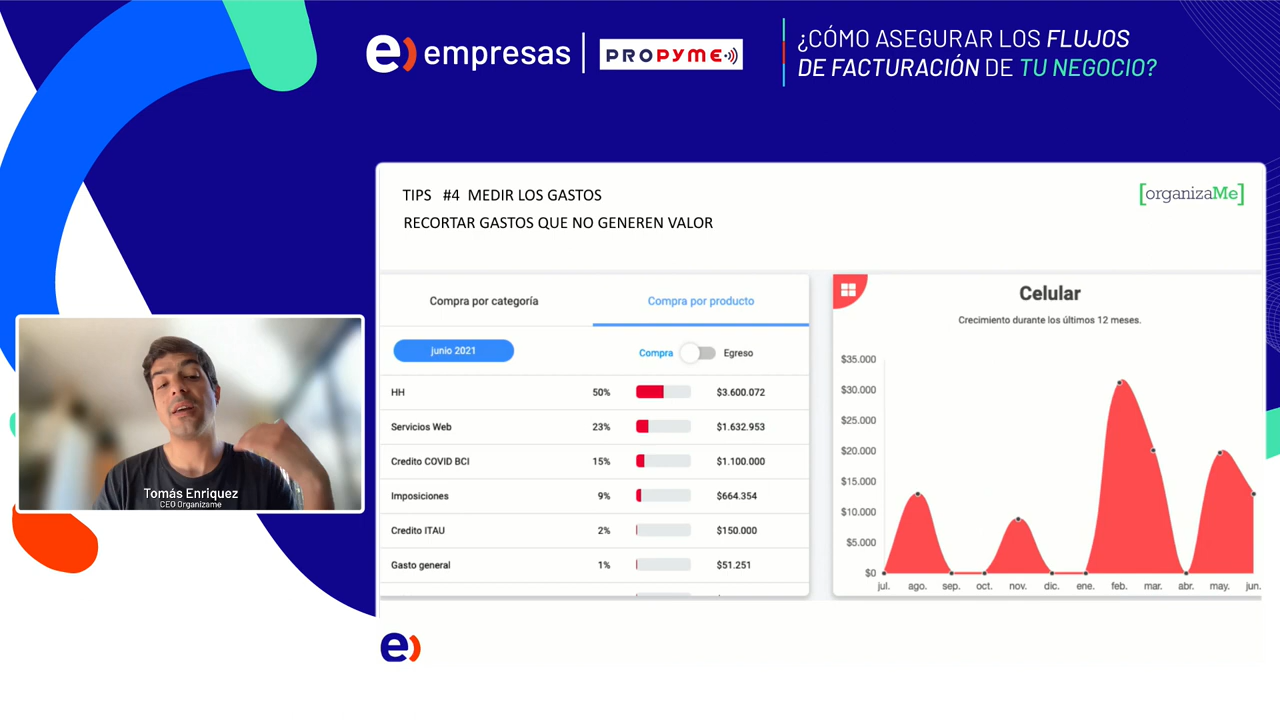 e) empresas
PROPYME
¿CÓMO ASEGURAR LOS FLUJOS
DE FACTURACIÓN DE TU NEGOCIO?
TIPS #4 MEDIR LOS GASTOS
RECORTAR GASTOS QUE NO GENEREN VALOR
[organizaMe]
Compra por categoría
Compra por producto
junio 2021
Compra
Egreso
HH 50% $3.600.072
Servicios Web 23% $1.632.953
Credito COVID BCI 15% $1.100.000
Imposiciones 9% $664.354
Credito ITAU 2% $150.000
Gasto general 1% $51.251
Celular
Crecimiento durante los últimos 12 meses.
$35.000
$30.000
$25.000
$20.000
$15.000
$10.000
$5.000
$0
jul. ago. sep. oct. nov. dic. ene. feb. mar. abr. may. jun.
Tomás Enriquez
CEO Organizame
e)